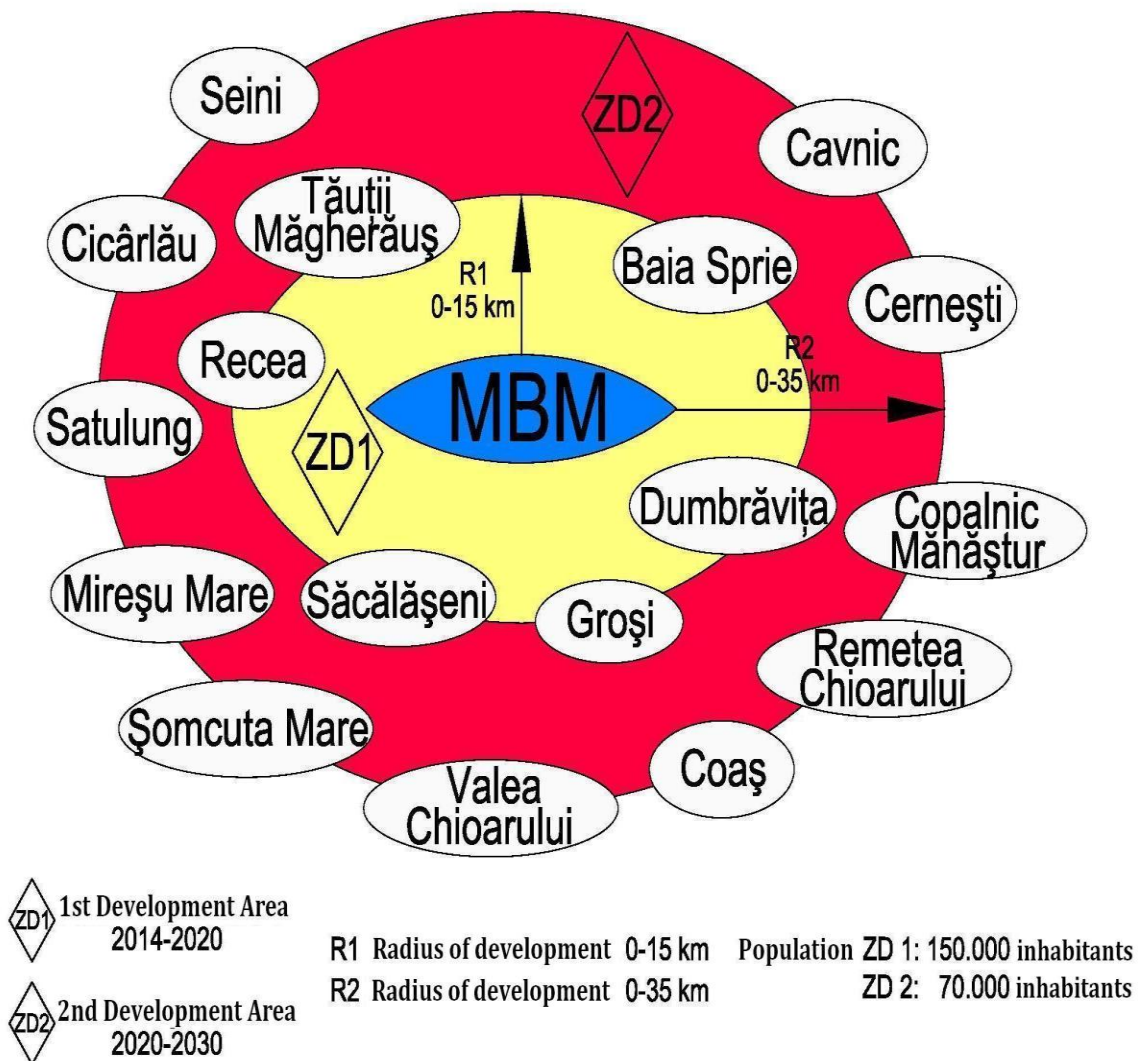 Seini
ZD2
Cavnic
Tăuţii
Măgherăuş
Cicârlău
Baia Sprie
R1
0-15 km
Cerneşti
Recea
R2
0-35 km
MBM
Satulung
ZD1
Dumbrăviţa
Copalnic
Mănăştur
Mireşu Mare
Săcălăşeni
Groşi
Remetea
Chioarului
Şomcuta Mare
Coaş
Valea
Chioarului
ZD1 1st Development Area
2014-2020
R1 Radius of development 0-15 km Population ZD 1: 150.000 inhabitants
R2 Radius of development 0-35 km ZD 2: 70.000 inhabitants
ZD2 2nd Development Area
2020-2030